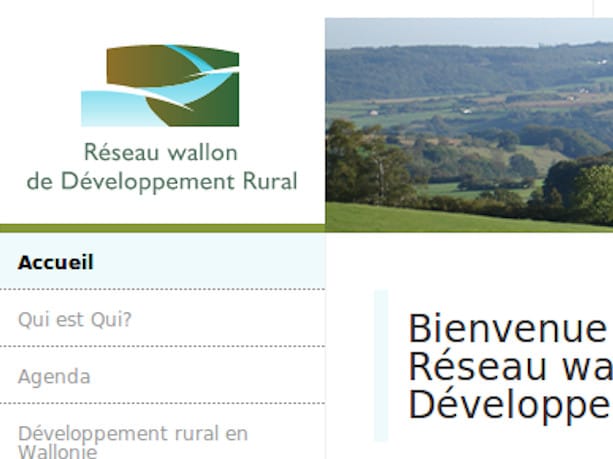 Réseau wallon
de Développement Rural
Accueil
Qui est Qui?
Agenda
Développement rural en
Wallonie
Bienvenue
Réseau wa
Développe